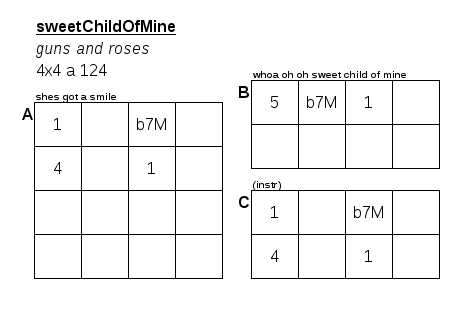 sweetChildOfMine
guns and roses
4x4 a 124
shes got a smile
A
1 b7M
4 1
whoa oh oh sweet child of mine
B
5 b7M 1
(instr)
C
1 b7M
4 1